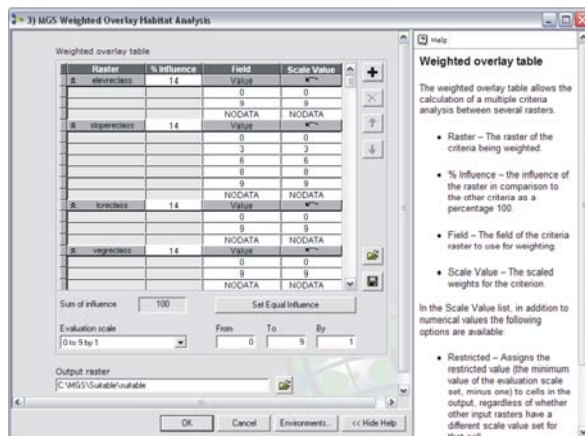 3) MGS Weighted Overlay Habitat Analysis
Weighted overlay table
Raster % Influence Field Scale Value
elevreclass 14 Value
0 0
9 9
NODATA NODATA
slopereclass 14 Value
0 0
3 3
6 6
8 8
9 9
NODATA NODATA
14 Value
0 0
9 9
NODATA NODATA
vegreclass 14 Value
0 0
9 9
NODATA NODATA
Sum of influence 100 Set Equal Influence
Evaluation scale From To By
0 to 9 by 1 0 9 1
Output raster
C:\MGS\Suitable\suitable
OK Cancel Environments... << Hide Help
Help
Weighted overlay table
The weighted overlay table allows the
calculation of a multiple criteria
analysis between several rasters.
• Raster – The raster of the
criteria being weighted.
• % Influence – the influence of
the raster in comparison to
the other criteria as a
percentage 100.
• Field – The field of the criteria
raster to use for weighting.
• Scale Value – The scaled
weights for the criterion.
In the Scale Value list, in addition to
numerical values the following
options are available:
• Restricted – Assigns the
restricted value (the minimum
value of the evaluation scale
set, minus one) to cells in the
output, regardless of whether
other input rasters have a
different scale value set for
that cell.